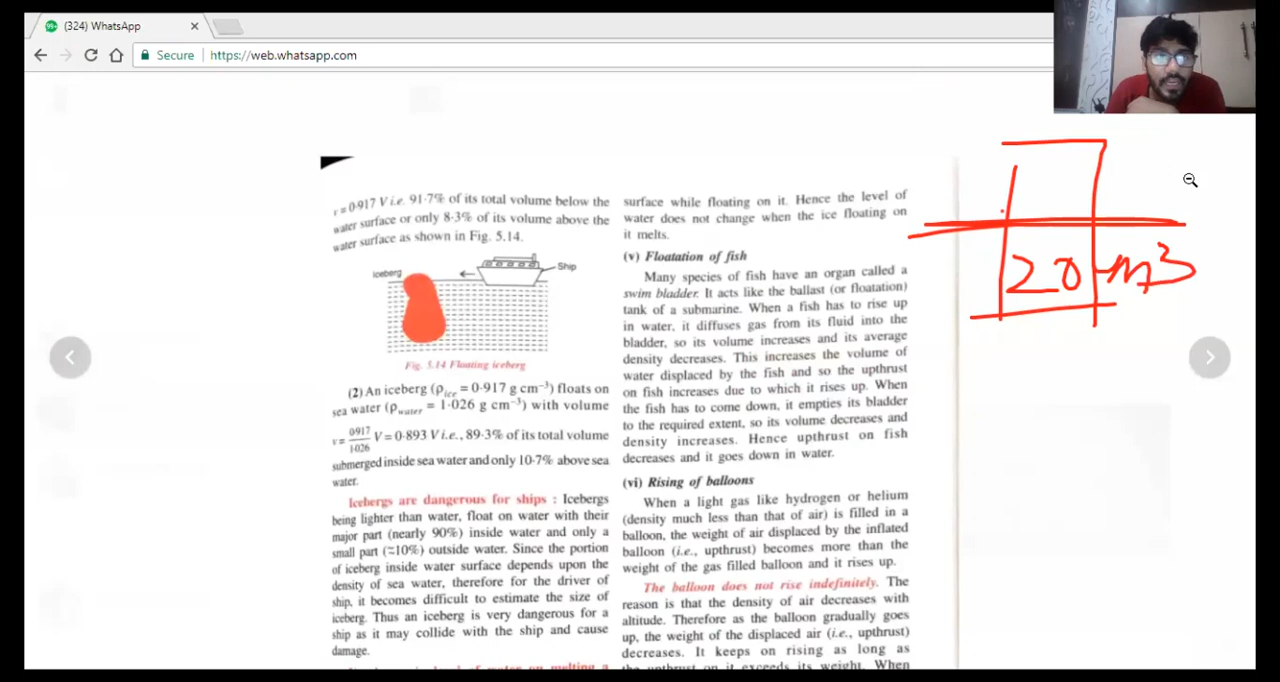 (324) WhatsApp
Secure
https://web.whatsapp.com
v = 0·917 V i.e. 91·7% of its total volume below the
water surface or only 8·3% of its volume above the
water surface as shown in Fig. 5.14.
iceberg
Ship
Fig. 5.14 Floating iceberg
(2) An iceberg (ρice = 0·917 g cm⁻³) floats on
sea water (ρwater = 1·026 g cm⁻³) with volume
v = 0917/1·026 V = 0·893 V i.e., 89·3% of its total volume
submerged inside sea water and only 10·7% above sea
water.
Icebergs are dangerous for ships : Icebergs
being lighter than water, float on water with their
major part (nearly 90%) inside water and only a
small part (≈10%) outside water. Since the portion
of iceberg inside water surface depends upon the
density of sea water, therefore for the driver of
ship, it becomes difficult to estimate the size of
iceberg. Thus an iceberg is very dangerous for a
ship as it may collide with the ship and cause
damage.
surface while floating on it. Hence the level of
water does not change when the ice floating on
it melts.
(v) Floatation of fish
Many species of fish have an organ called a
swim bladder. It acts like the ballast (or floatation)
tank of a submarine. When a fish has to rise up
in water, it diffuses gas from its fluid into the
bladder, so its volume increases and its average
density decreases. This increases the volume of
water displaced by the fish and so the upthrust
on fish increases due to which it rises up. When
the fish has to come down, it empties its bladder
to the required extent, so its volume decreases and
density increases. Hence upthrust on fish
decreases and it goes down in water.
(vi) Rising of balloons
When a light gas like hydrogen or helium
(density much less than that of air) is filled in a
balloon, the weight of air displaced by the inflated
balloon (i.e., upthrust) becomes more than the
weight of the gas filled balloon and it rises up.
The balloon does not rise indefinitely. The
reason is that the density of air decreases with
altitude. Therefore as the balloon gradually goes
up, the weight of the displaced air (i.e., upthrust)
decreases. It keeps on rising as long as
the upthrust on it exceeds its weight. When
20 m³